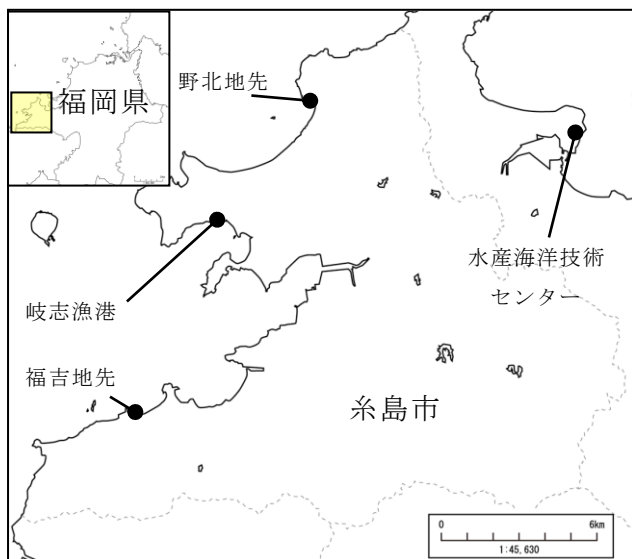 福岡県
野北地先
水産海洋技術
センター
岐志漁港
福吉地先
糸島市
0 6km
1:45,630